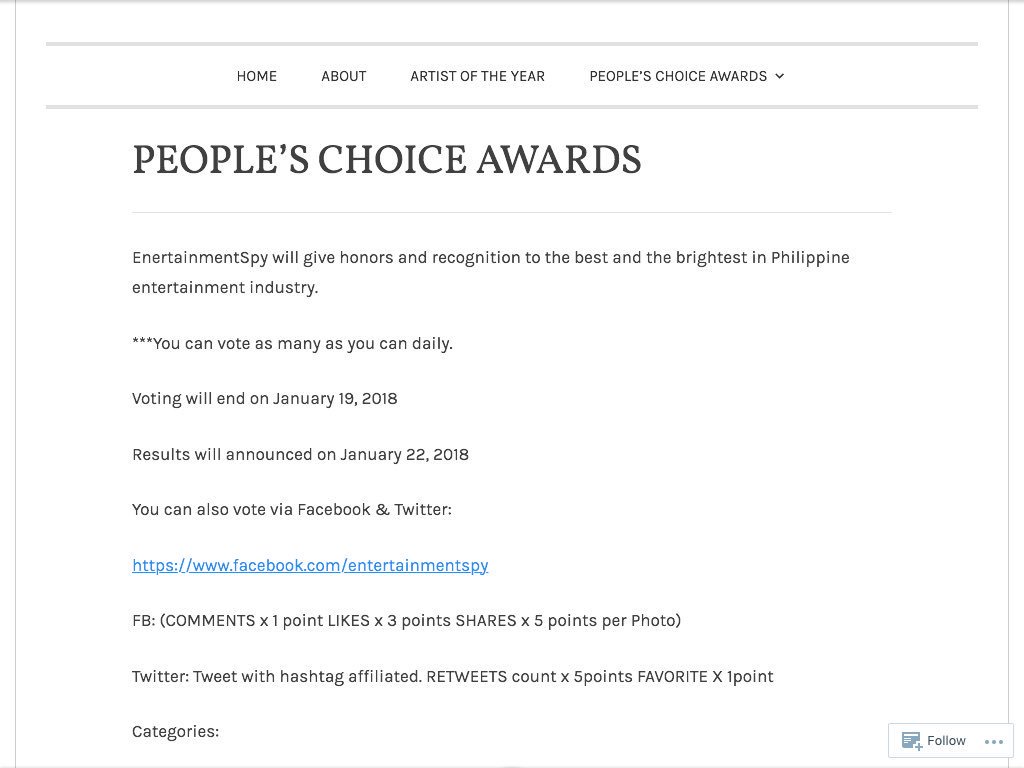 HOME ABOUT ARTIST OF THE YEAR PEOPLE’S CHOICE AWARDS
PEOPLE’S CHOICE AWARDS
EnertainmentSpy will give honors and recognition to the best and the brightest in Philippine
entertainment industry.
***You can vote as many as you can daily.
Voting will end on January 19, 2018
Results will announced on January 22, 2018
You can also vote via Facebook & Twitter:
https://www.facebook.com/entertainmentspy
FB: (COMMENTS x 1 point LIKES x 3 points SHARES x 5 points per Photo)
Twitter: Tweet with hashtag affiliated. RETWEETS count x 5points FAVORITE X 1point
Categories:
Follow